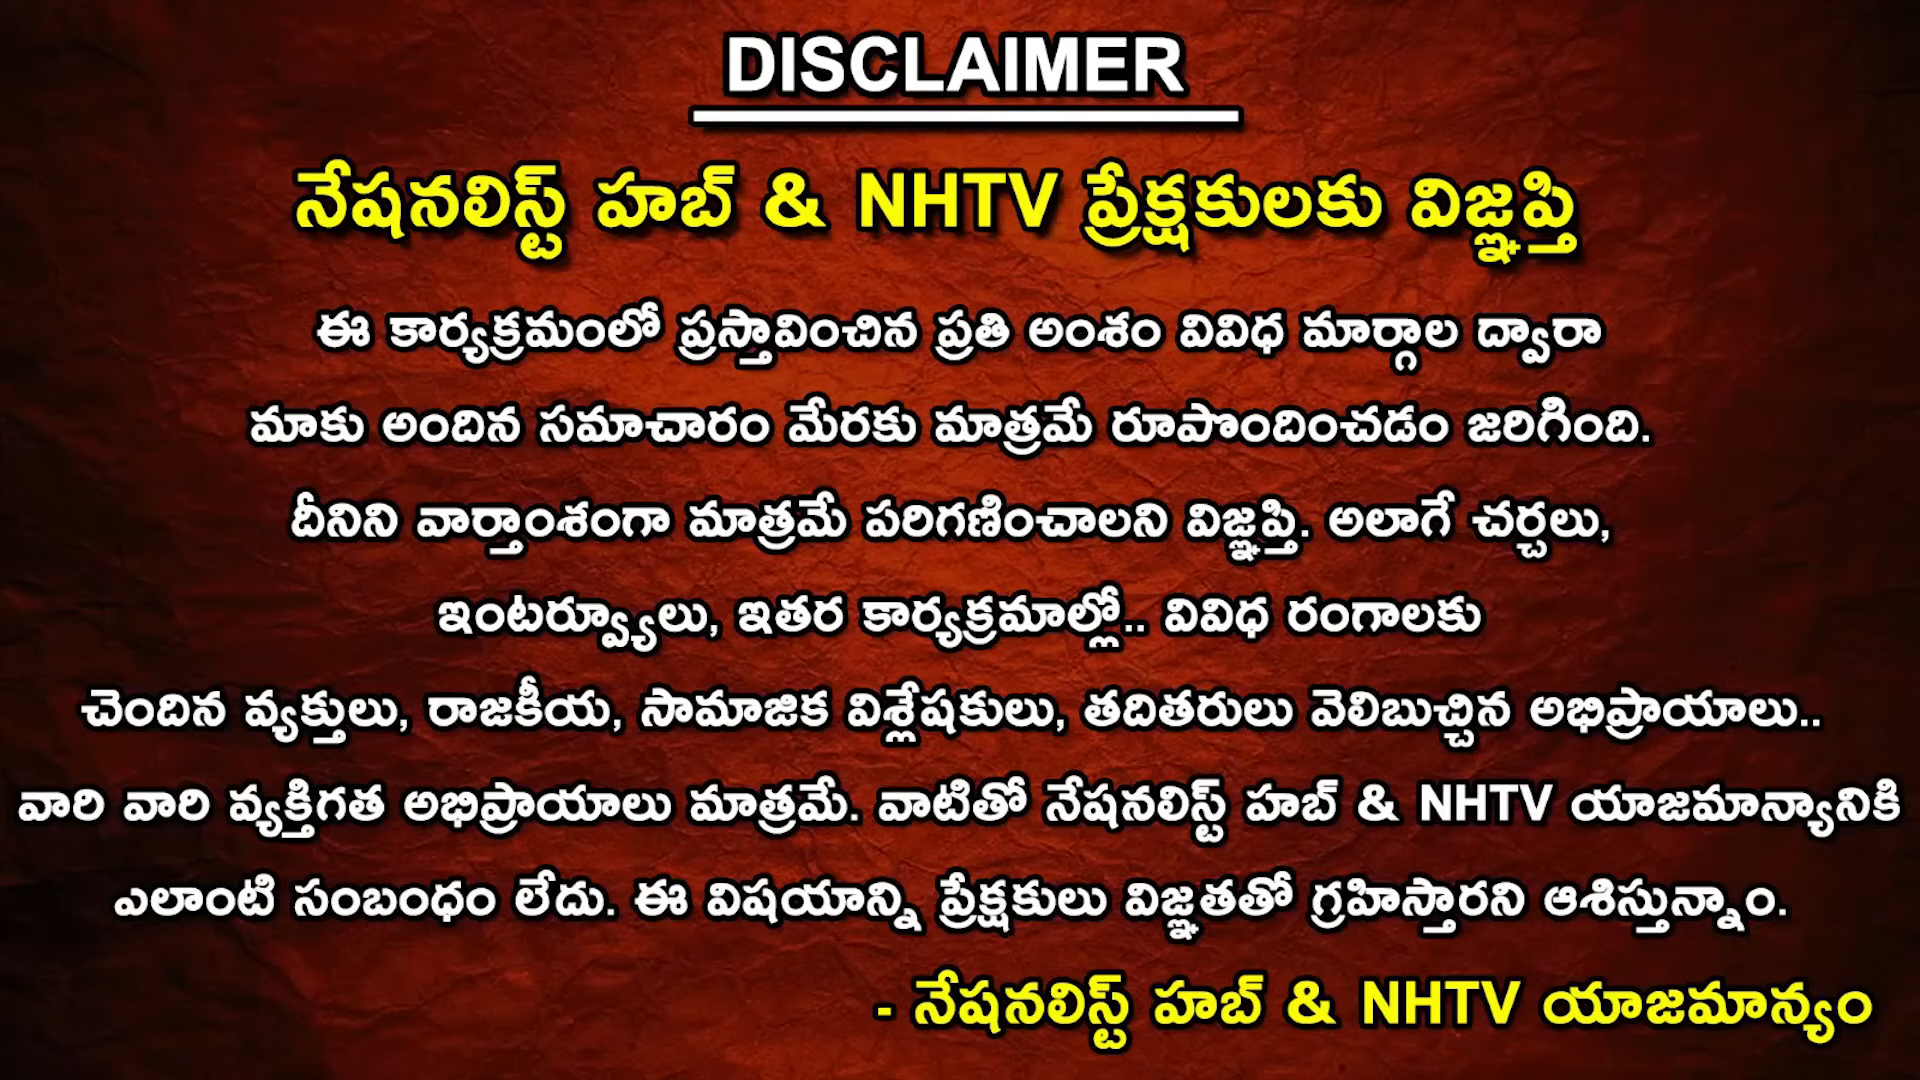 DISCLAIMER
నేషనలిస్ట్ హబ్ & NHTV ప్రేక్షకులకు విజ్ఞప్తి
ఈ కార్యక్రమంలో ప్రస్తావించిన ప్రతి అంశం వివిధ మార్గాల ద్వారా
మాకు అందిన సమాచారం మేరకు మాత్రమే రూపొందించడం జరిగింది.
దీనిని వార్తాంశంగా మాత్రమే పరిగణించాలని విజ్ఞప్తి. అలాగే చర్చలు,
ఇంటర్వ్యూలు, ఇతర కార్యక్రమాల్లో.. వివిధ రంగాలకు
చెందిన వ్యక్తులు, రాజకీయ, సామాజిక విశ్లేషకులు, తదితరులు వెలిబుచ్చిన అభిప్రాయాలు..
వారి వారి వ్యక్తిగత అభిప్రాయాలు మాత్రమే. వాటితో నేషనలిస్ట్ హబ్ & NHTV యాజమాన్యానికి
ఎలాంటి సంబంధం లేదు. ఈ విషయాన్ని ప్రేక్షకులు విజ్ఞతతో గ్రహిస్తారని ఆశిస్తున్నాం.
- నేషనలిస్ట్ హబ్ & NHTV యాజమాన్యం